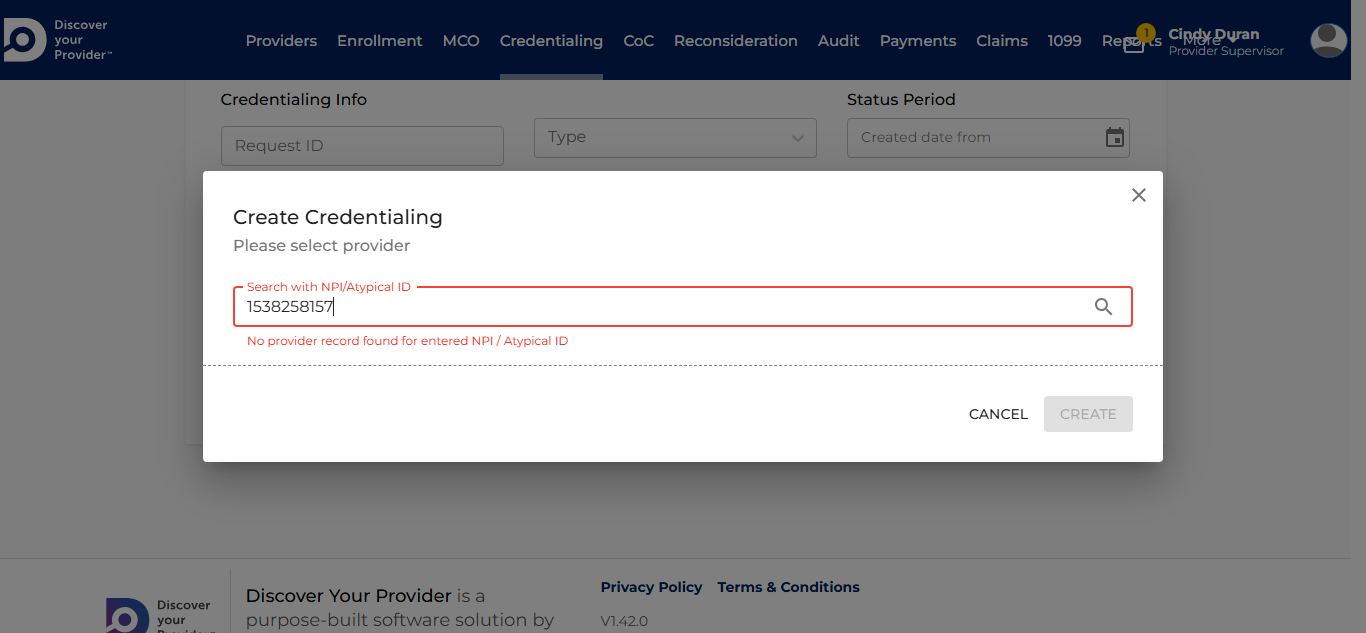 Discover
your
Provider™
Providers Enrollment MCO Credentialing CoC Reconsideration Audit Payments Claims 1099 Reports More
1
Cindy Duran
Provider Supervisor
Credentialing Info
Status Period
Request ID
Type
Created date from
Create Credentialing
Please select provider
Search with NPI/Atypical ID
1538258157
No provider record found for entered NPI / Atypical ID
CANCEL CREATE
Discover
your
Provider
Discover Your Provider is a
purpose-built software solution by
Privacy Policy Terms & Conditions
V1.42.0